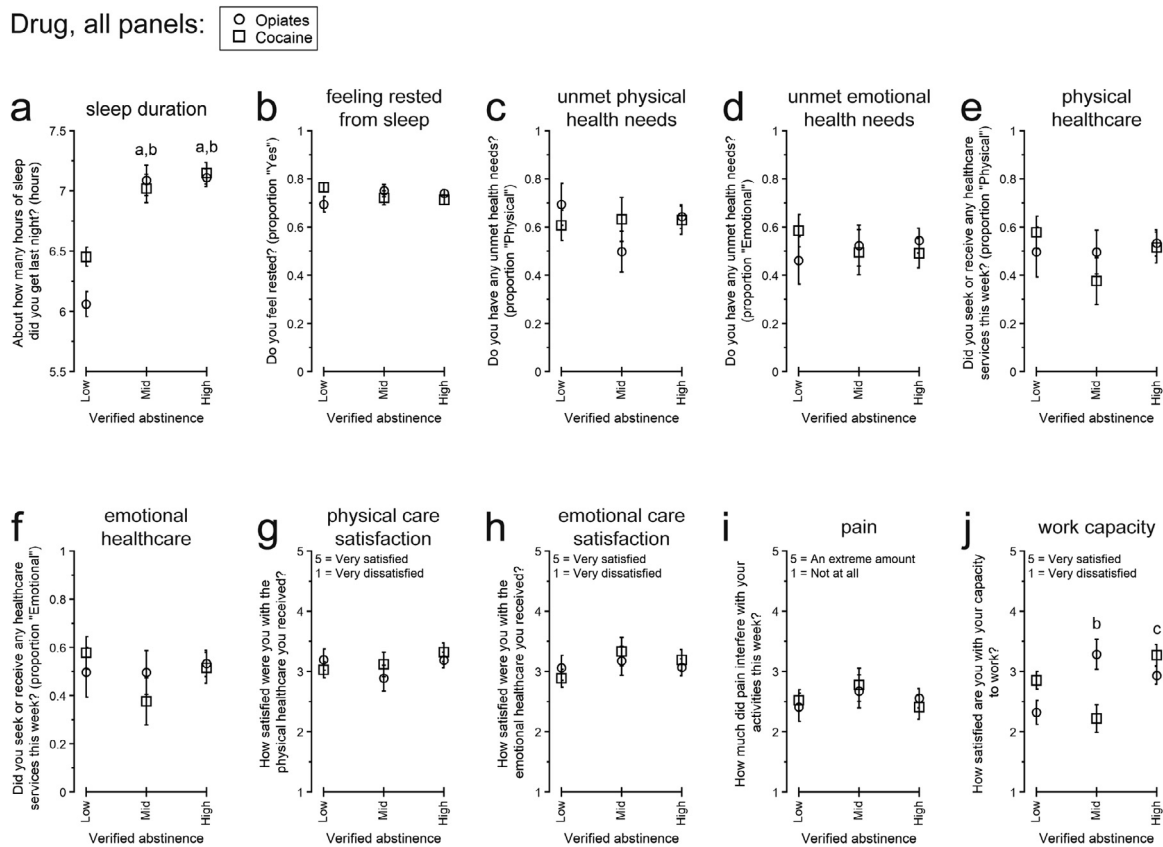 Drug, all panels:
Opiates
Cocaine
a
sleep duration
About how many hours of sleep
did you get last night? (hours)
7.5
7
6.5
6
5.5
a,b
a,b
Low
Mid
High
Verified abstinence
b
feeling rested
from sleep
Do you feel rested? (proportion "Yes")
1
0.8
0.6
0.4
0.2
0
Low
Mid
High
Verified abstinence
c
unmet physical
health needs
Do you have any unmet health needs?
(proportion "Physical")
1
0.8
0.6
0.4
0.2
0
Low
Mid
High
Verified abstinence
d
unmet emotional
health needs
Do you have any unmet health needs?
(proportion "Emotional")
1
0.8
0.6
0.4
0.2
0
Low
Mid
High
Verified abstinence
e
physical
healthcare
Did you seek or receive any healthcare
services this week? (proportion "Physical")
1
0.8
0.6
0.4
0.2
0
Low
Mid
High
Verified abstinence
f
emotional
healthcare
Did you seek or receive any healthcare
services this week? (proportion "Emotional")
1
0.8
0.6
0.4
0.2
0
Low
Mid
High
Verified abstinence
g
physical care
satisfaction
How satisfied were you with the
physical healthcare you received?
5 = Very satisfied
1 = Very dissatisfied
5
4
3
2
1
Low
Mid
High
Verified abstinence
h
emotional care
satisfaction
How satisfied were you with the
emotional healthcare you received?
5 = Very satisfied
1 = Very dissatisfied
5
4
3
2
1
Low
Mid
High
Verified abstinence
i
pain
How much did pain interfere with your
activities this week?
5 = An extreme amount
1 = Not at all
5
4
3
2
1
Low
Mid
High
Verified abstinence
j
work capacity
How satisfied are you with your capacity
to work?
5 = Very satisfied
1 = Very dissatisfied
5
4
3
2
1
b
c
Low
Mid
High
Verified abstinence